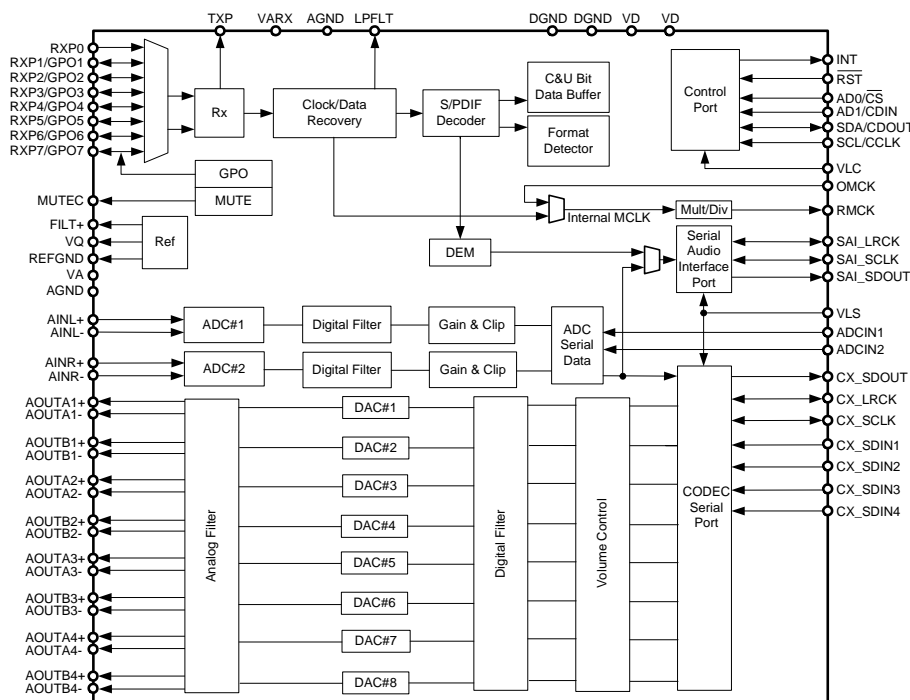 TXP VARX AGND LPFLT DGND DGND VD VD
RXP0
RXP1/GPO1
RXP2/GPO2
RXP3/GPO3
RXP4/GPO4
RXP5/GPO5
RXP6/GPO6
RXP7/GPO7
MUTEC
FILT+
VQ
REFGND
VA
AGND
AINL+
AINL-
AINR+
AINR-
AOUTA1+
AOUTA1-
AOUTB1+
AOUTB1-
AOUTA2+
AOUTA2-
AOUTB2+
AOUTB2-
AOUTA3+
AOUTA3-
AOUTB3+
AOUTB3-
AOUTA4+
AOUTA4-
AOUTB4+
AOUTB4-
Rx
Clock/Data
Recovery
S/PDIF
Decoder
C&U Bit
Data Buffer
Format
Detector
Control
Port
GPO
MUTE
Ref
Internal MCLK
Mult/Div
DEM
Serial
Audio
Interface
Port
ADC#1
Digital Filter
Gain & Clip
ADC
Serial
Data
ADC#2
Digital Filter
Gain & Clip
Analog Filter
DAC#1
DAC#2
DAC#3
DAC#4
DAC#5
DAC#6
DAC#7
DAC#8
Digital Filter
Volume Control
CODEC
Serial
Port
INT
RST
AD0/CS
AD1/CDIN
SDA/CDOUT
SCL/CCLK
VLC
OMCK
RMCK
SAI_LRCK
SAI_SCLK
SAI_SDOUT
VLS
ADCIN1
ADCIN2
CX_SDOUT
CX_LRCK
CX_SCLK
CX_SDIN1
CX_SDIN2
CX_SDIN3
CX_SDIN4